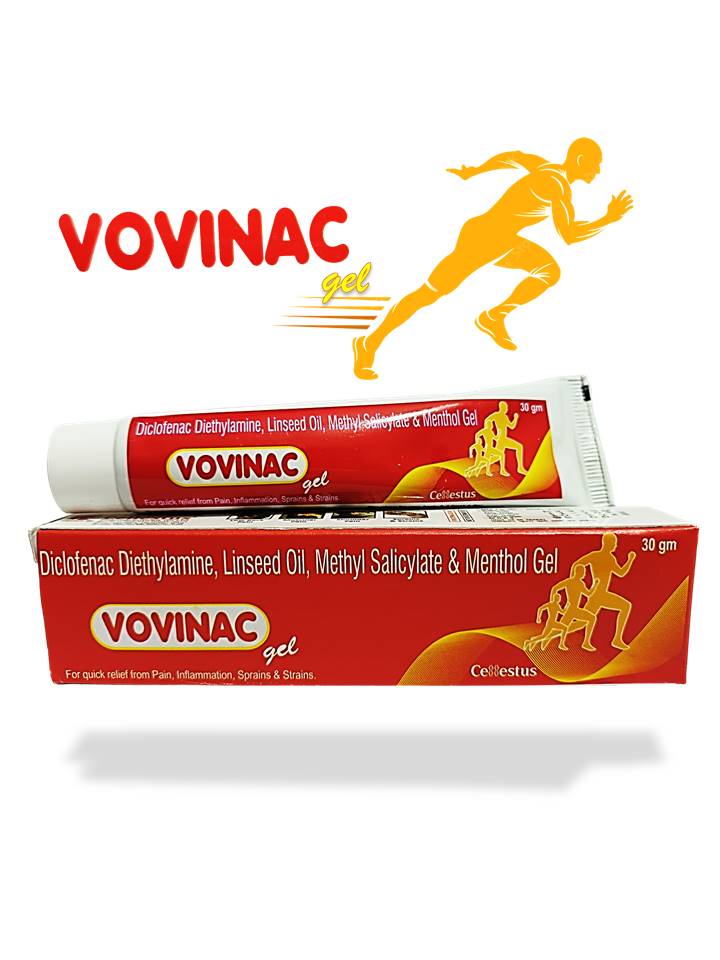 VOVINAC
gel
Diclofenac Diethylamine, Linseed Oil, Methyl Salicylate & Menthol Gel
30 gm
VOVINAC
gel
For quick relief from Pain, Inflammation, Sprains & Strains.
Cellestus
Diclofenac Diethylamine, Linseed Oil, Methyl Salicylate & Menthol Gel
30 gm
VOVINAC
gel
For quick relief from Pain, Inflammation, Sprains & Strains.
Cellestus